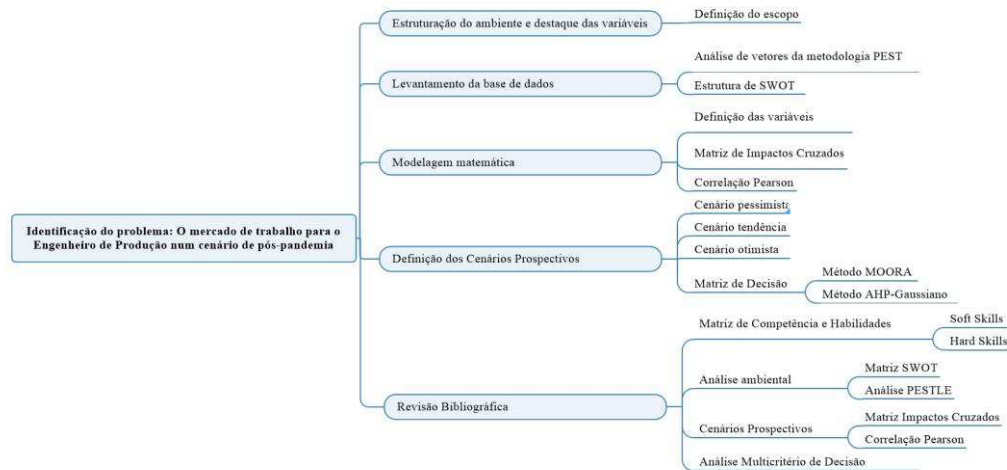 Identificação do problema: O mercado de trabalho para o
Engenheiro de Produção num cenário de pós-pandemia
Estruturação do ambiente e destaque das variáveis
Definição do escopo
Levantamento da base de dados
Análise de vetores da metodologia PEST
Estrutura de SWOT
Modelagem matemática
Definição das variáveis
Matriz de Impactos Cruzados
Correlação Pearson
Definição dos Cenários Prospectivos
Cenário pessimista
Cenário tendência
Cenário otimista
Matriz de Decisão
Método MOORA
Método AHP-Gaussiano
Revisão Bibliográfica
Matriz de Competência e Habilidades
Soft Skills
Hard Skills
Análise ambiental
Matriz SWOT
Análise PESTLE
Cenários Prospectivos
Matriz Impactos Cruzados
Correlação Pearson
Análise Multicritério de Decisão